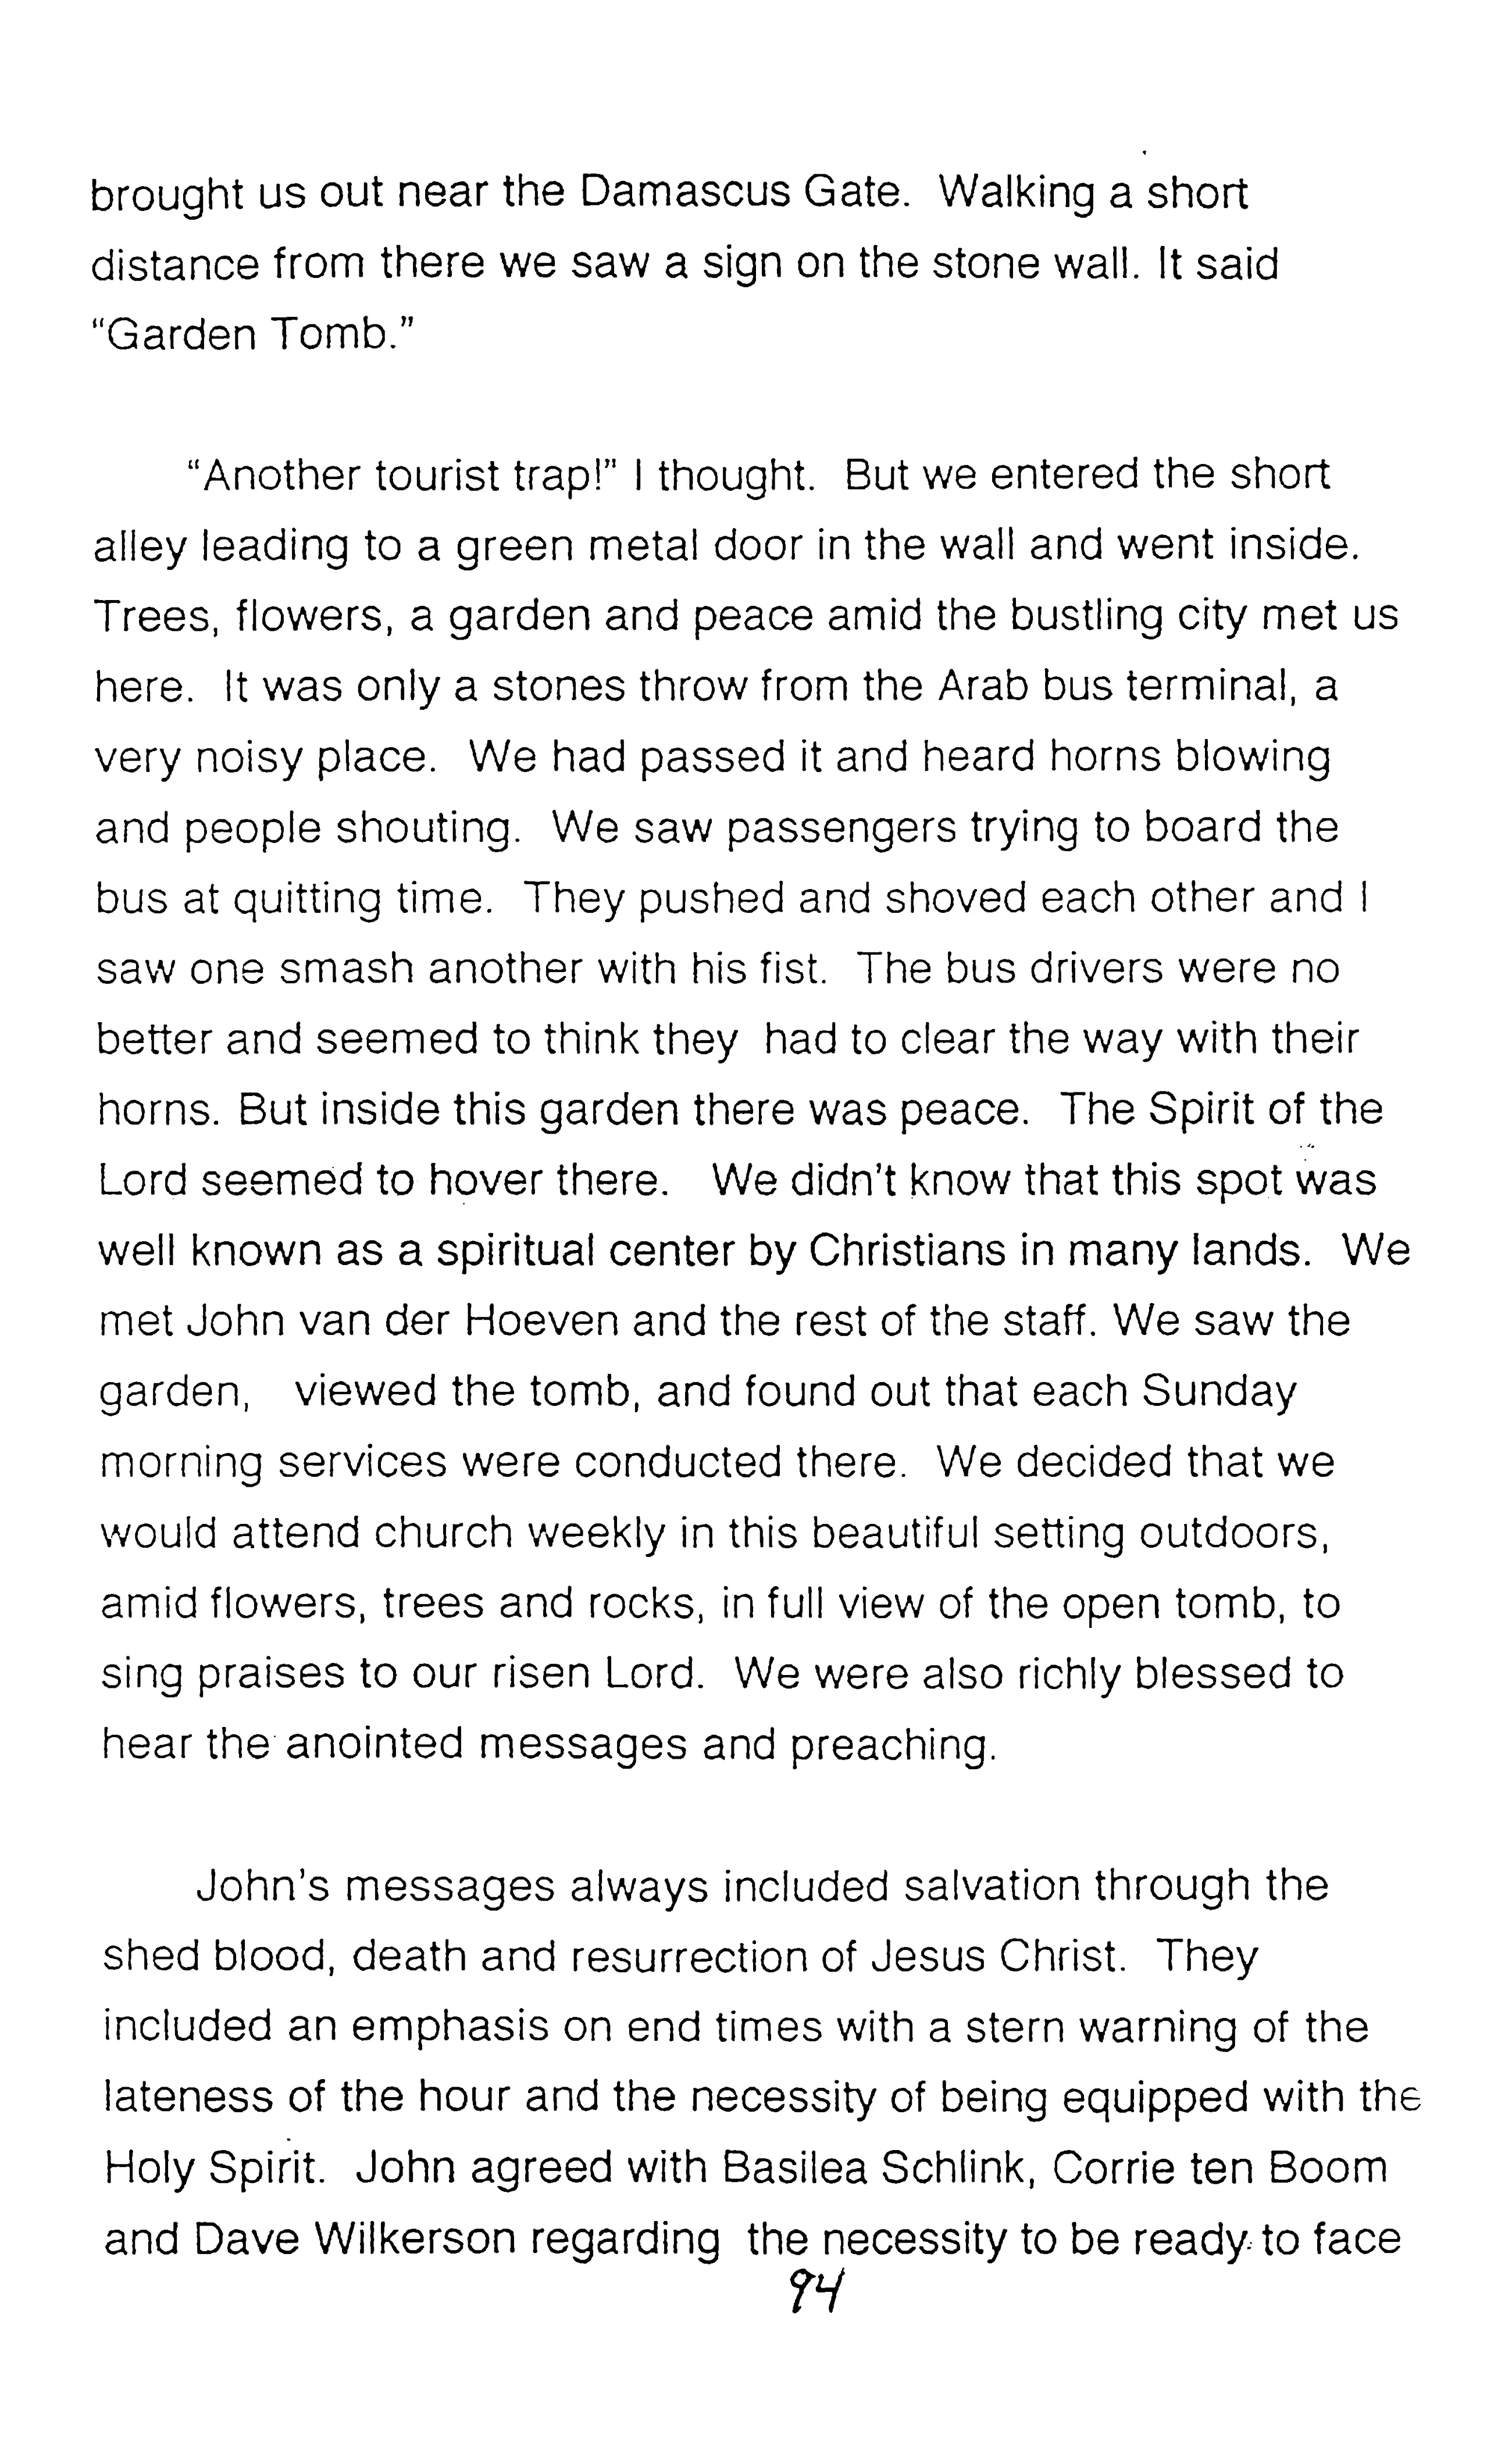 brought us out near the Damascus Gate.  Walking a short
distance from there we saw a sign on the stone wall. It said
“Garden Tomb.”

“Another tourist trap!” I thought.  But we entered the short
alley leading to a green metal door in the wall and went inside.
Trees, flowers, a garden and peace amid the bustling city met us
here.  It was only a stones throw from the Arab bus terminal, a
very noisy place.  We had passed it and heard horns blowing
and people shouting.  We saw passengers trying to board the
bus at quitting time.  They pushed and shoved each other and I
saw one smash another with his fist.  The bus drivers were no
better and seemed to think they  had to clear the way with their
horns. But inside this garden there was peace.  The Spirit of the
Lord seemed to hover there.   We didn't know that this spot was
well known as a spiritual center by Christians in many lands.  We
met John van der Hoeven and the rest of the staff. We saw the
garden,   viewed the tomb, and found out that each Sunday
morning services were conducted there.  We decided that we
would attend church weekly in this beautiful setting outdoors,
amid flowers, trees and rocks, in full view of the open tomb, to
sing praises to our risen Lord.  We were also richly blessed to
hear the anointed messages and preaching.

John's messages always included salvation through the
shed blood, death and resurrection of Jesus Christ.  They
included an emphasis on end times with a stern warning of the
lateness of the hour and the necessity of being equipped with the
Holy Spirit.  John agreed with Basilea Schlink, Corrie ten Boom
and Dave Wilkerson regarding  the necessity to be ready to face
94